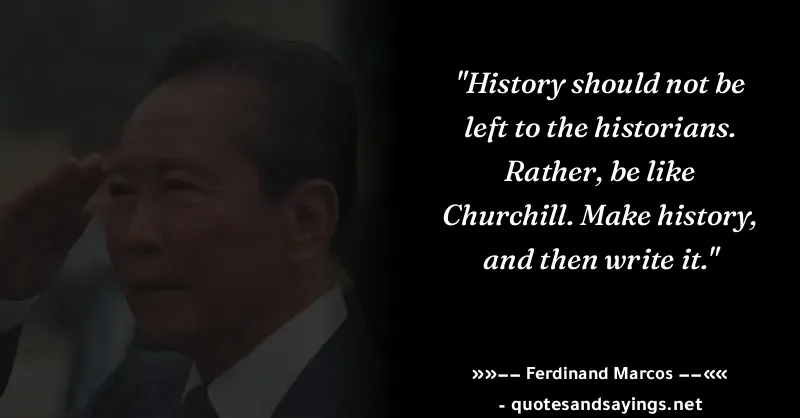 "History should not be
left to the historians.
Rather, be like
Churchill. Make history,
and then write it."
»»−− Ferdinand Marcos −−««
- quotesandsayings.net